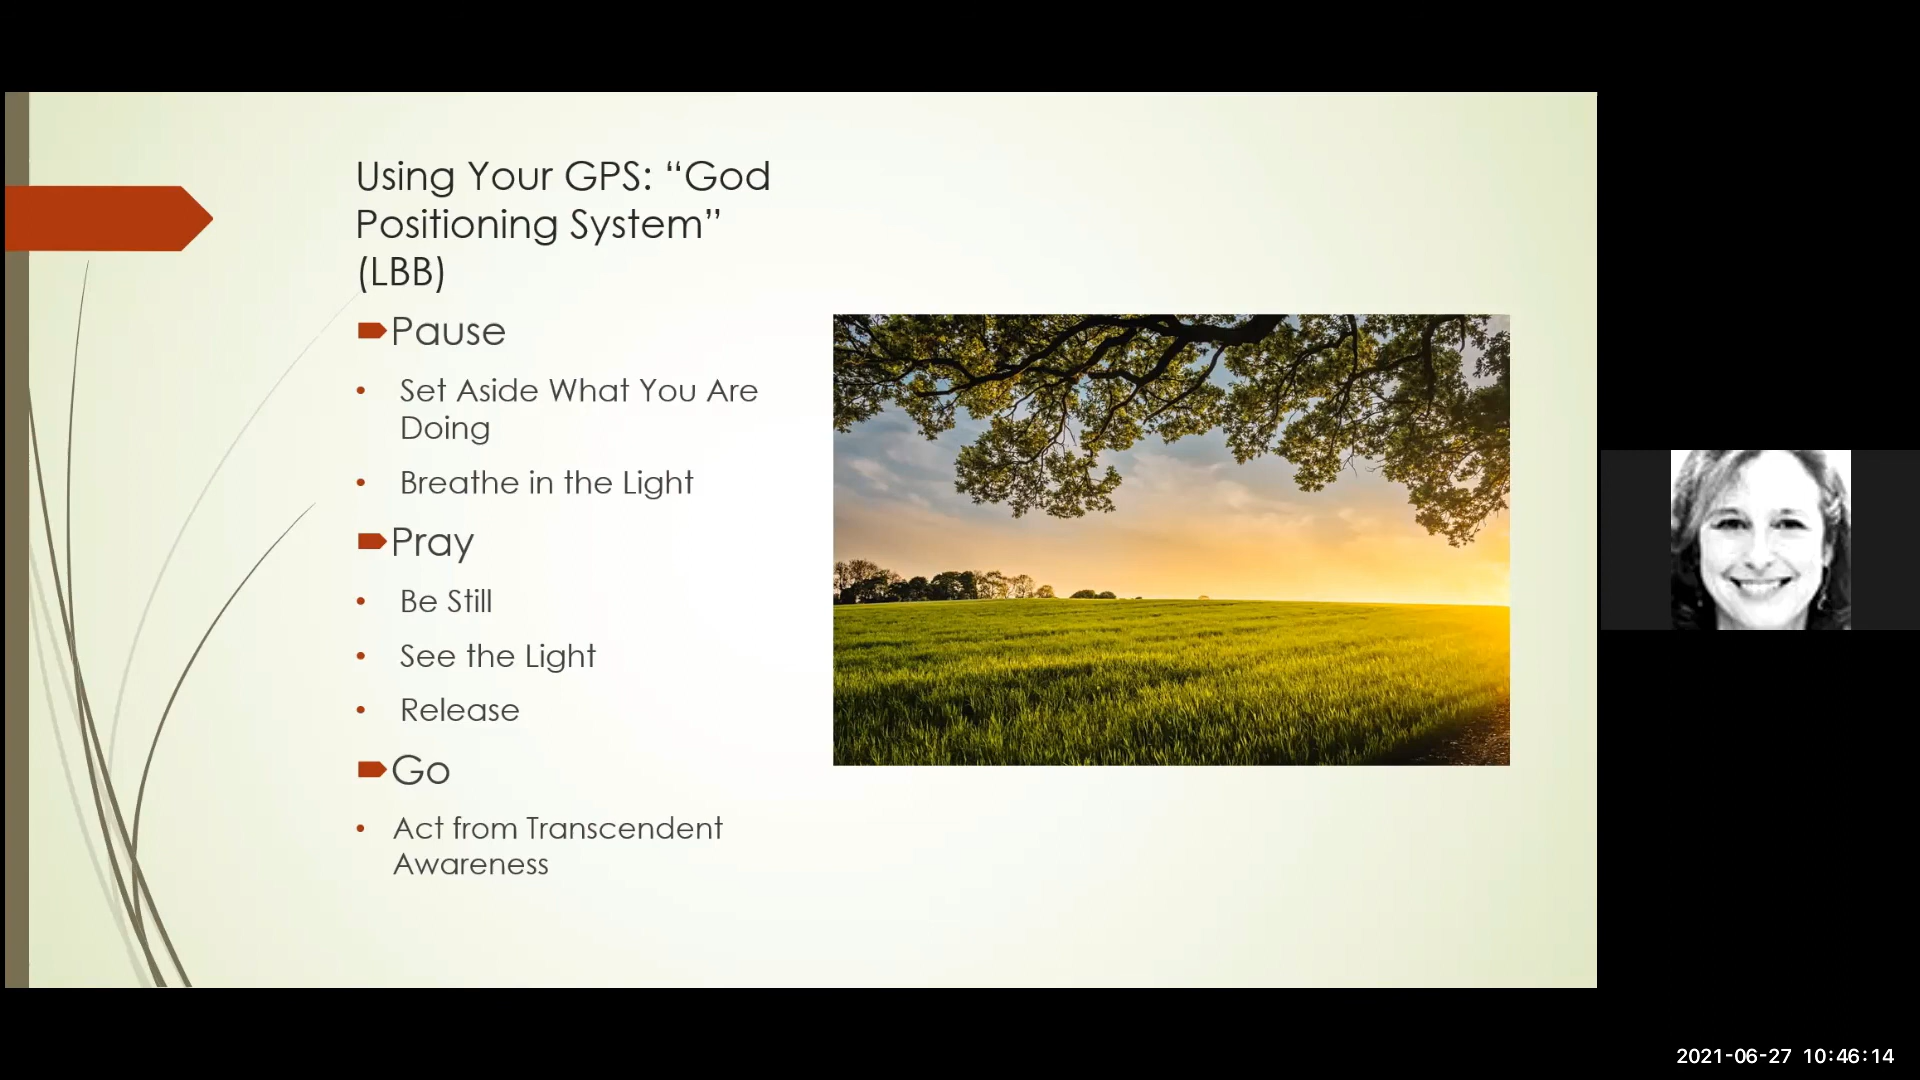 Using Your GPS: “God
Positioning System”
(LBB)
Pause
• Set Aside What You Are
Doing
• Breathe in the Light
Pray
• Be Still
• See the Light
• Release
Go
• Act from Transcendent
Awareness
2021-06-27 10:46:14